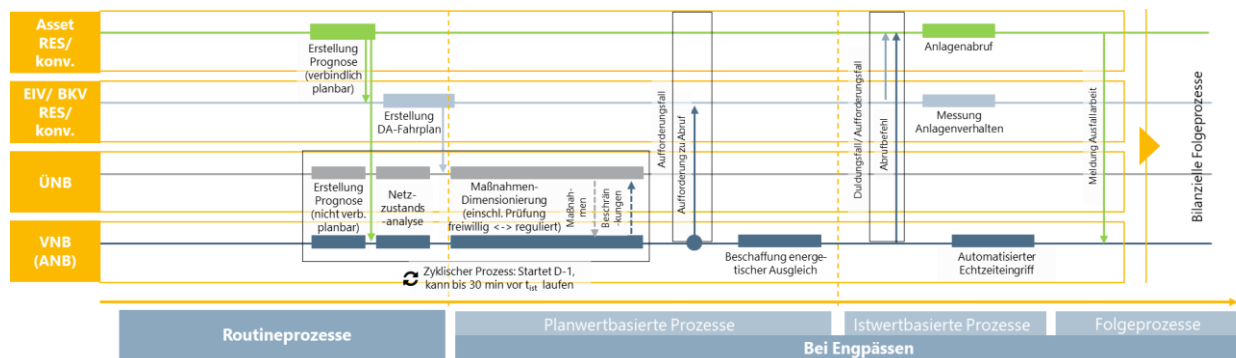 Asset
RES/
konv.
Erstellung
Prognose
(verbindlich
planbar)
Anlagenabruf
EIV/ BKV
RES/
konv.
Erstellung
DA-Fahrplan
Messung
Anlagenverhalten
Aufforderungsfall
Aufforderung zu Abruf
Duldungsfall/ Aufforderungsfall
Abrufbefehl
Meldung Ausfallarbeit
Bilanzielle Folgeprozesse
ÜNB
Erstellung
Prognose
(nicht verb.
planbar)
Netz-
zustands
-analyse
Maßnahmen-
Dimensionierung
(einschl. Prüfung
freiwillig <-> reguliert)
Maßnah-
men
Beschrän
-kungen
VNB
(ANB)
Beschaffung energe-
tischer Ausgleich
Automatisierter
Echtzeiteingriff
Zyklischer Prozess: Startet D-1,
kann bis 30 min vor tist laufen
Routineprozesse
Planwertbasierte Prozesse
Istwertbasierte Prozesse
Folgeprozesse
Bei Engpässen